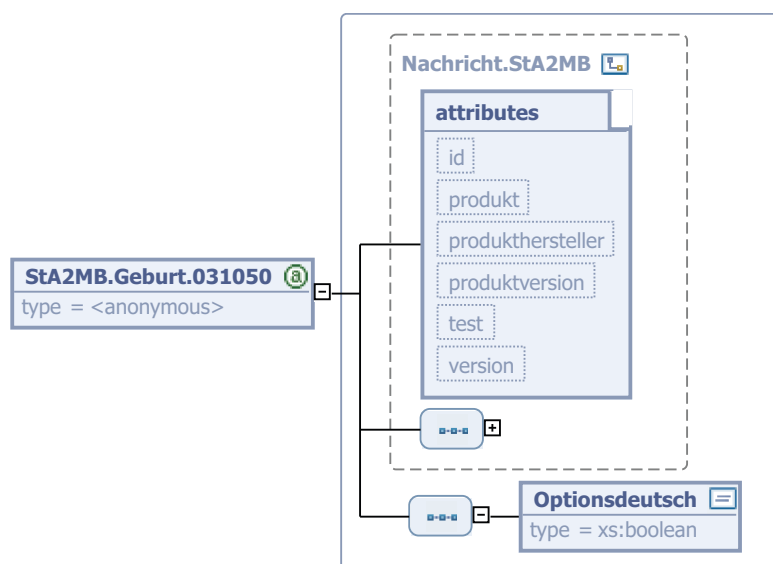 Nachricht.StA2MB
attributes
id
produkt
produkthersteller
produktversion
test
version
StA2MB.Geburt.031050
type = <anonymous>
Optionsdeutsch
type = xs:boolean